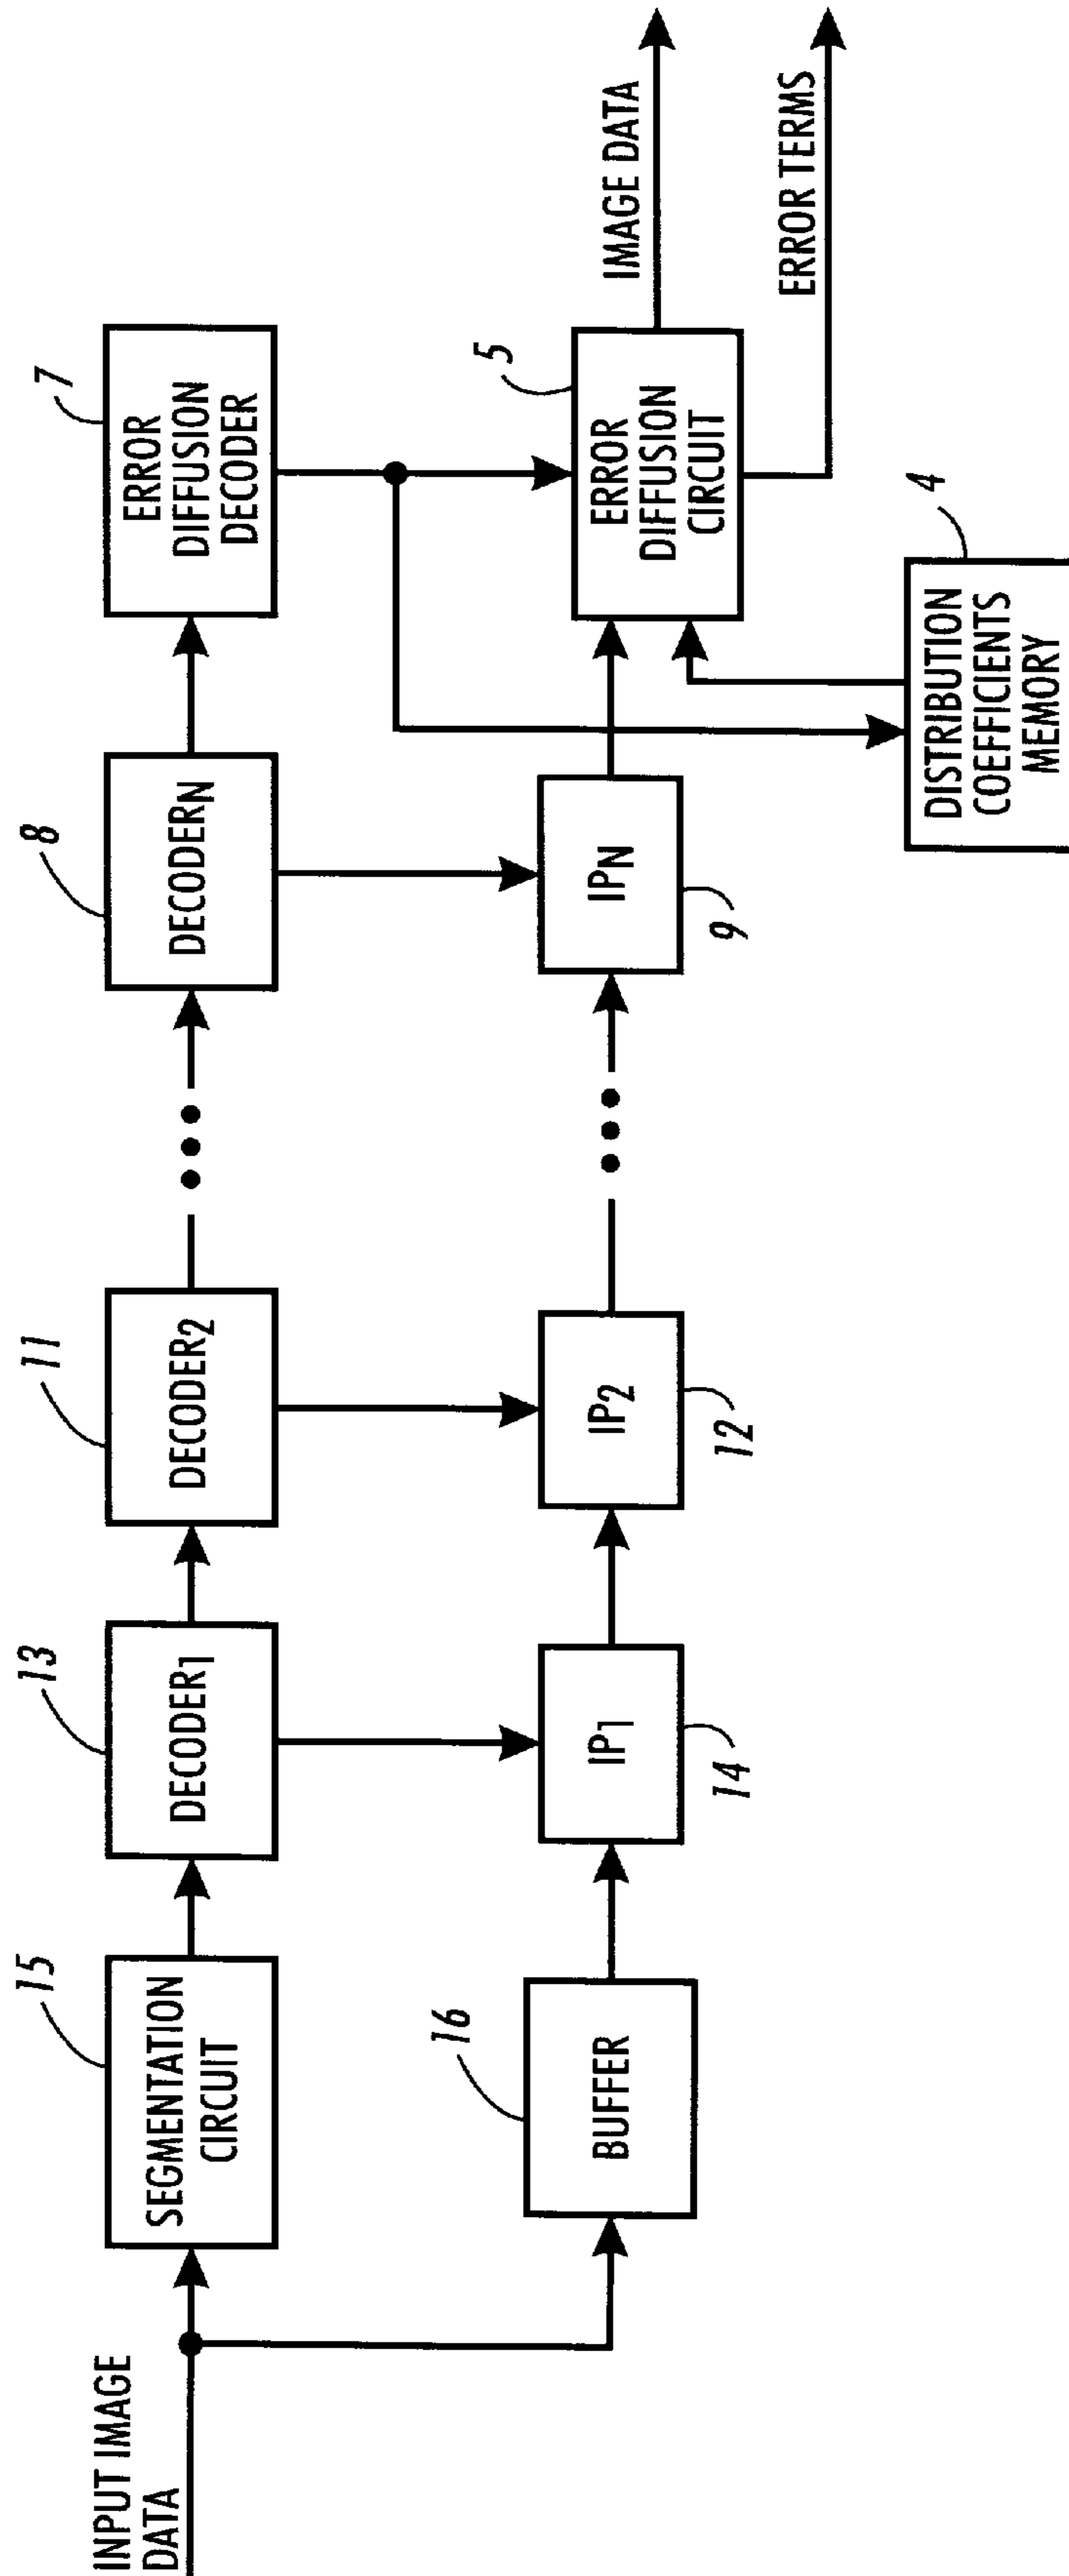 INPUT IMAGE
DATA
15
SEGMENTATION
CIRCUIT
13
DECODER1
11
DECODER2
8
DECODERN
7
ERROR
DIFFUSION
DECODER
16
BUFFER
IP1
14
IP2
12
IPN
9
5
ERROR
DIFFUSION
CIRCUIT
IMAGE DATA
ERROR TERMS
4
DISTRIBUTION
COEFFICIENTS
MEMORY